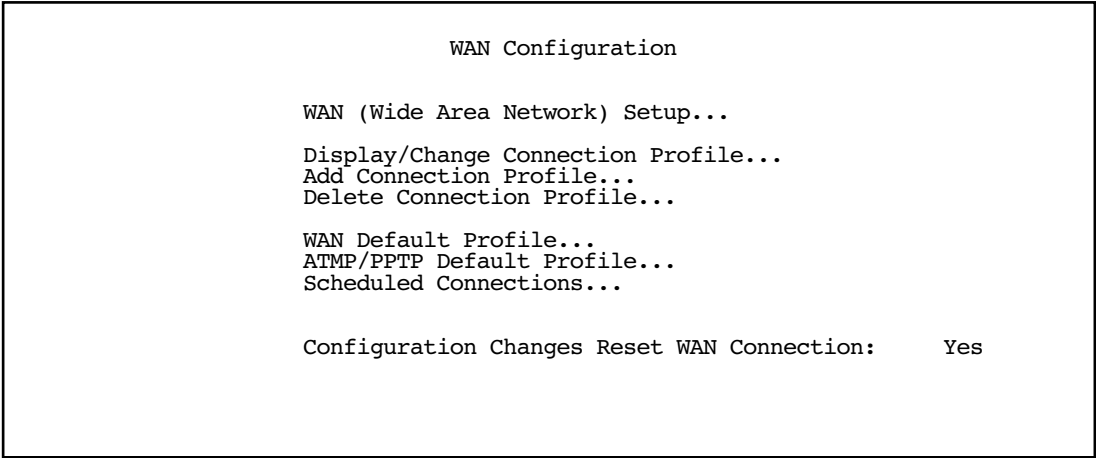 WAN Configuration
WAN (Wide Area Network) Setup...
Display/Change Connection Profile...
Add Connection Profile...
Delete Connection Profile...
WAN Default Profile...
ATMP/PPTP Default Profile...
Scheduled Connections...
Configuration Changes Reset WAN Connection: Yes